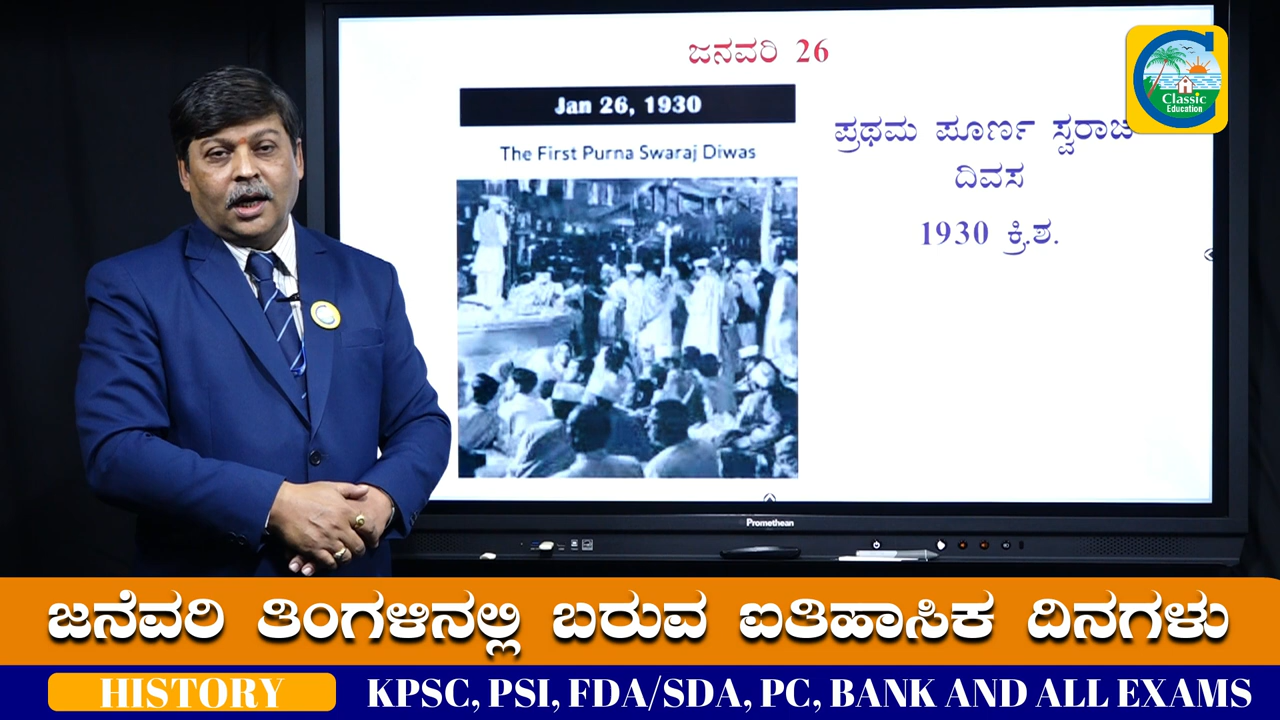 ಜನವರಿ 26
Jan 26, 1930
The First Purna Swaraj Diwas
ಪ್ರಥಮ ಪೂರ್ಣ ಸ್ವರಾಜ
ದಿವಸ
1930 ಕ್ರಿ.ಶ.
Classic
Education
Promethean
ಜನೆವರಿ ತಿಂಗಳಿನಲ್ಲಿ ಬರುವ ಐತಿಹಾಸಿಕ ದಿನಗಳು
HISTORY
KPSC, PSI, FDA/SDA, PC, BANK AND ALL EXAMS